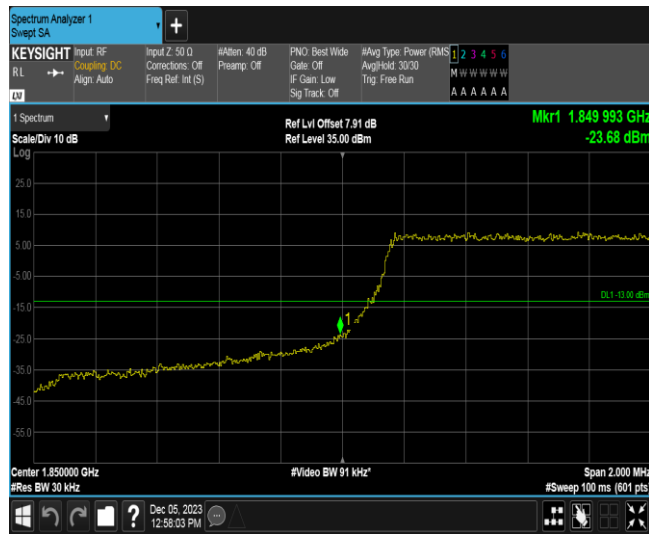 Spectrum Analyzer 1
Swept SA
+
KEYSIGHT
RL
LXI
Input: RF
Coupling: DC
Align: Auto
Input Z: 50 Ω
Corrections: Off
Freq Ref: Int (S)
#Atten: 40 dB
Preamp: Off
PNO: Best Wide
Gate: Off
IF Gain: Low
Sig Track: Off
#Avg Type: Power (RMS
Avg|Hold: 30/30
Trig: Free Run
1 2 3 4 5 6
M W W W W W
A A A A A A
1 Spectrum
Scale/Div 10 dB
Log
Ref Lvl Offset 7.91 dB
Ref Level 35.00 dBm
Mkr1 1.849 993 GHz
-23.68 dBm
25.0
15.0
5.00
-5.00
-15.0
-25.0
-35.0
-45.0
-55.0
DL1 -13.00 dBm
1
Center 1.850000 GHz
#Res BW 30 kHz
#Video BW 91 kHz*
Span 2.000 MHz
#Sweep 100 ms (601 pts
?
Dec 05, 2023
12:58:03 PM